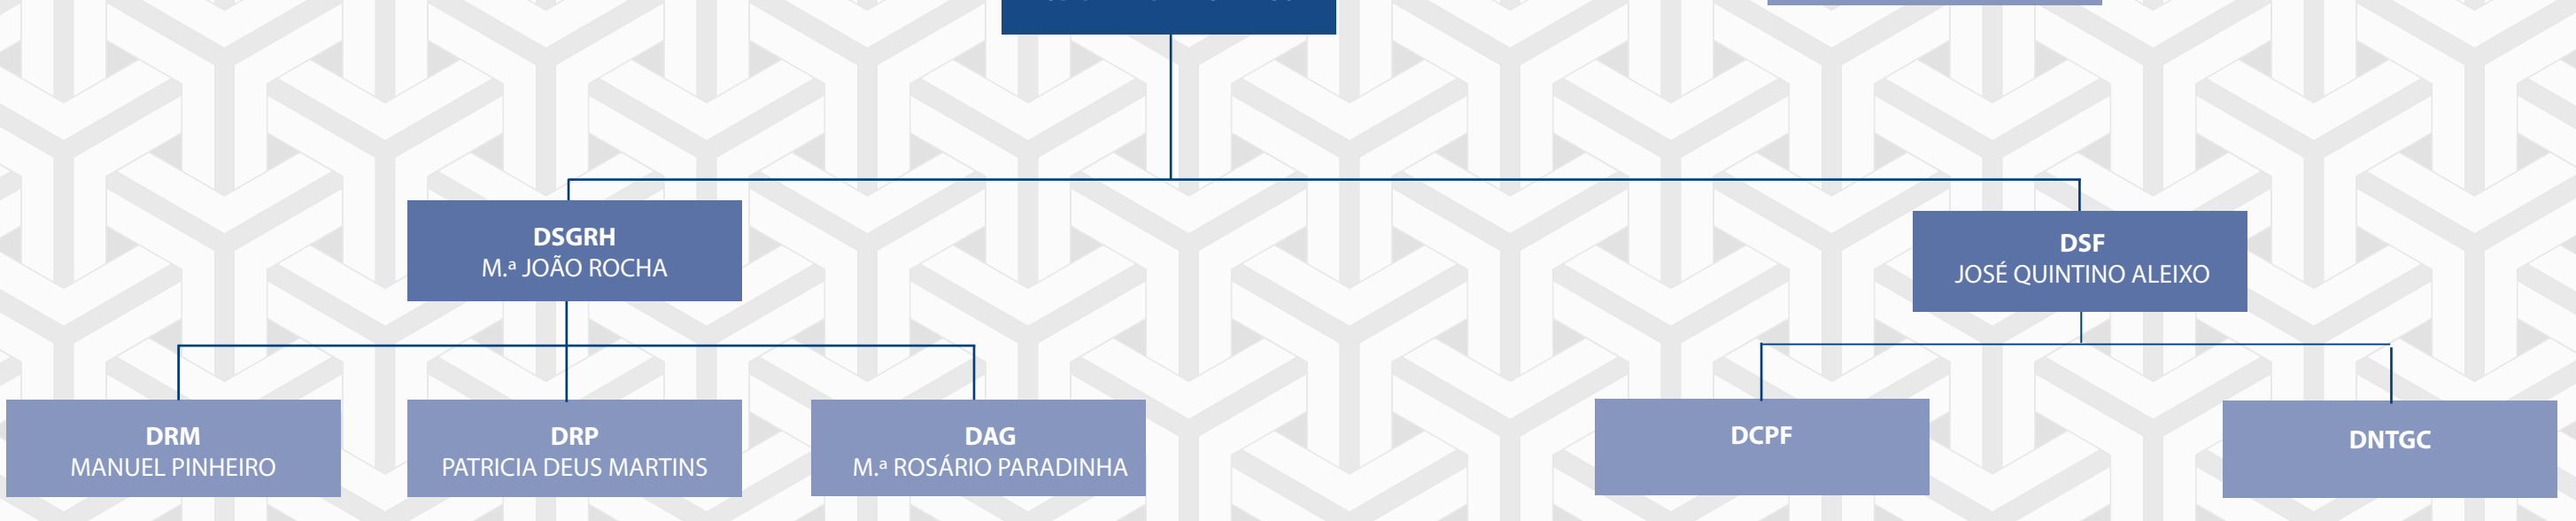 DSGRH
M.ª JOÃO ROCHA
DSF
JOSÉ QUINTINO ALEIXO
DRM
MANUEL PINHEIRO
DRP
PATRICIA DEUS MARTINS
DAG
M.ª ROSÁRIO PARADINHA
DCPF
DNTGC